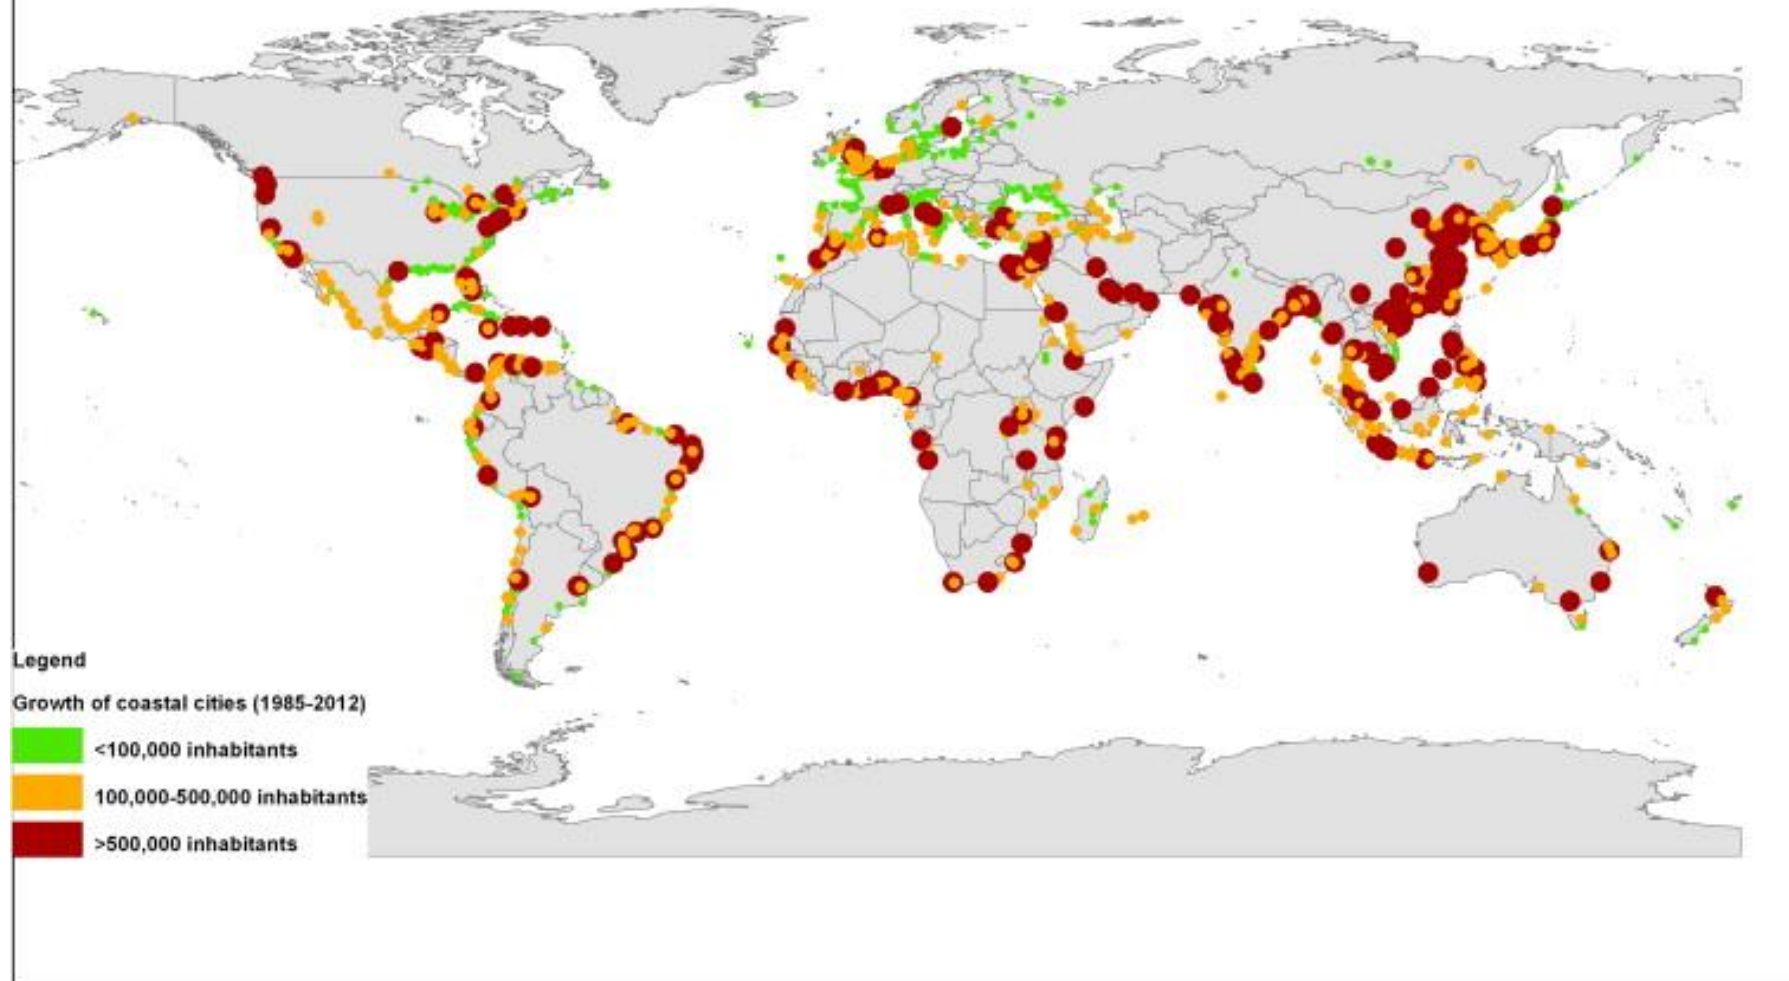 Legend
Growth of coastal cities (1985-2012)
<100,000 inhabitants
100,000-500,000 inhabitants
>500,000 inhabitants